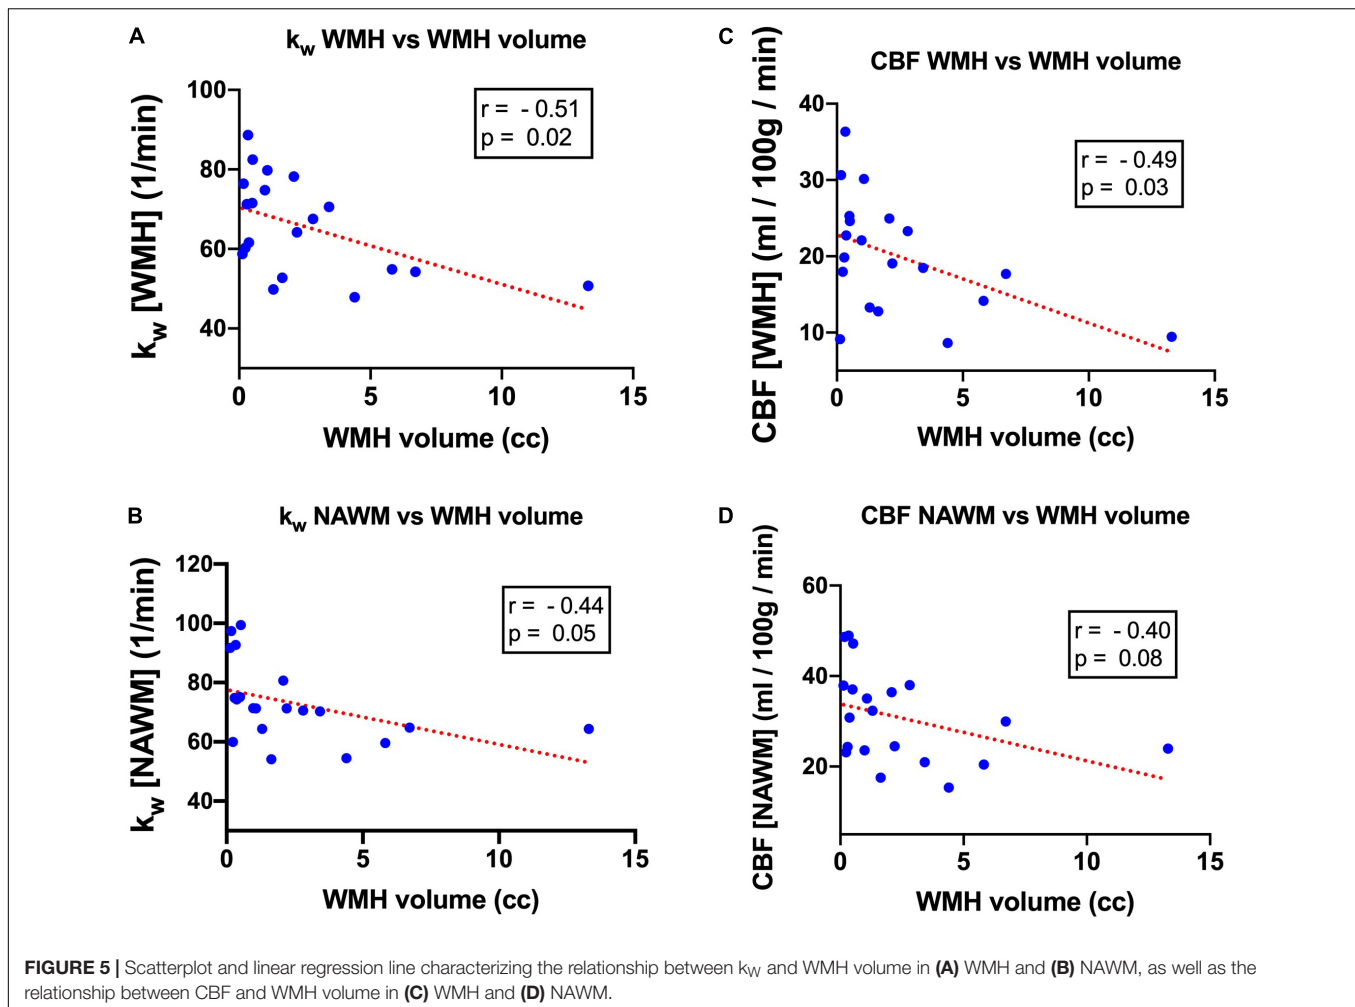 A
k_w WMH vs WMH volume
k_w [WMH] (1/min)
100
80
60
40
r = - 0.51
p = 0.02
0 5 10 15
WMH volume (cc)
C
CBF WMH vs WMH volume
CBF [WMH] (ml / 100g / min)
40
30
20
10
r = - 0.49
p = 0.03
0 5 10 15
WMH volume (cc)
B
k_w NAWM vs WMH volume
k_w [NAWM] (1/min)
120
100
80
60
40
r = - 0.44
p = 0.05
0 5 10 15
WMH volume (cc)
D
CBF NAWM vs WMH volume
CBF [NAWM] (ml / 100g / min)
60
40
20
r = - 0.40
p = 0.08
0 5 10 15
WMH volume (cc)
FIGURE 5 | Scatterplot and linear regression line characterizing the relationship between k_W and WMH volume in (A) WMH and (B) NAWM, as well as the
relationship between CBF and WMH volume in (C) WMH and (D) NAWM.